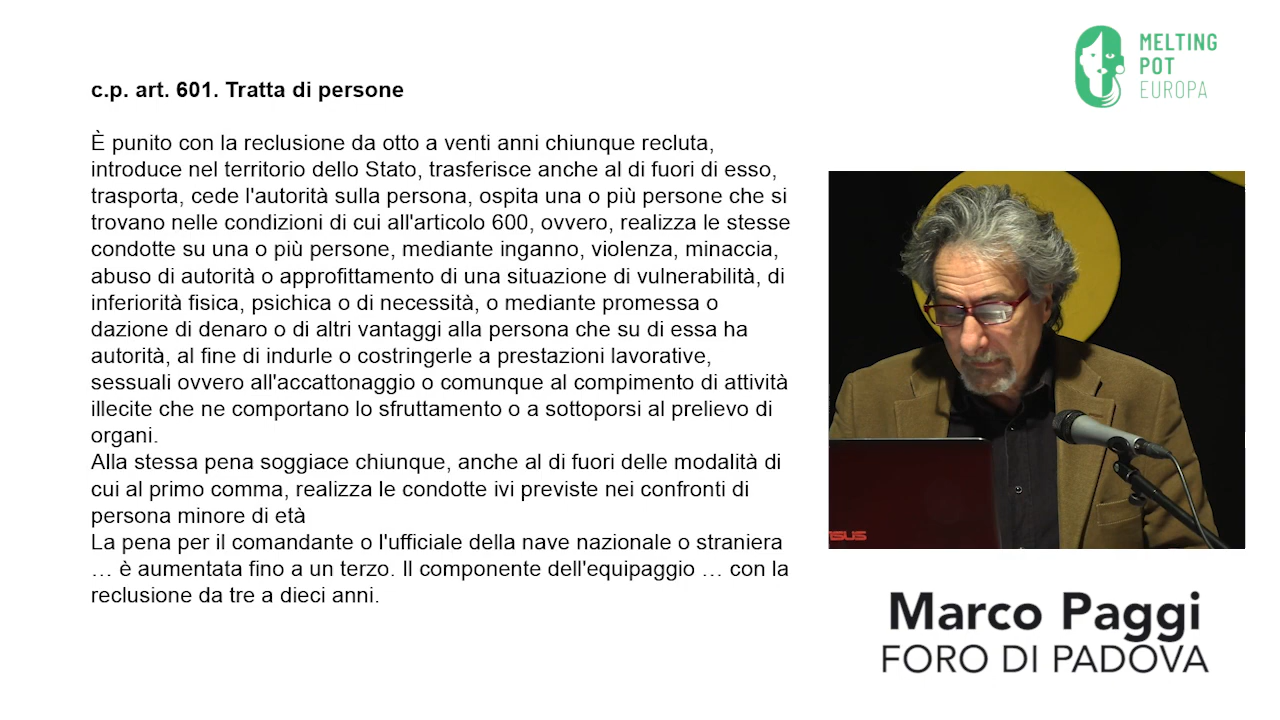 c.p. art. 601. Tratta di persone
È punito con la reclusione da otto a venti anni chiunque recluta,
introduce nel territorio dello Stato, trasferisce anche al di fuori di esso,
trasporta, cede l'autorità sulla persona, ospita una o più persone che si
trovano nelle condizioni di cui all'articolo 600, ovvero, realizza le stesse
condotte su una o più persone, mediante inganno, violenza, minaccia,
abuso di autorità o approfittamento di una situazione di vulnerabilità, di
inferiorità fisica, psichica o di necessità, o mediante promessa o
dazione di denaro o di altri vantaggi alla persona che su di essa ha
autorità, al fine di indurle o costringerle a prestazioni lavorative,
sessuali ovvero all'accattonaggio o comunque al compimento di attività
illecite che ne comportano lo sfruttamento o a sottoporsi al prelievo di
organi.
Alla stessa pena soggiace chiunque, anche al di fuori delle modalità di
cui al primo comma, realizza le condotte ivi previste nei confronti di
persona minore di età
La pena per il comandante o l'ufficiale della nave nazionale o straniera
… è aumentata fino a un terzo. Il componente dell'equipaggio … con la
reclusione da tre a dieci anni.
MELTING
POT
EUROPA
SUS
Marco Paggi
FORO DI PADOVA